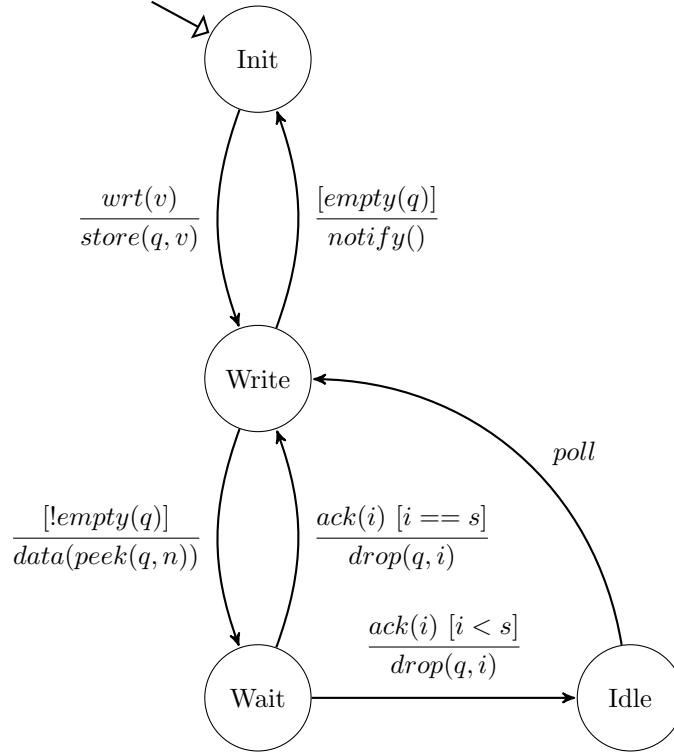 Init
wrt(v)
store(q, v)
[empty(q)]
notify()
Write
poll
[!empty(q)]
data(peek(q, n))
ack(i) [i == s]
drop(q, i)
ack(i) [i < s]
drop(q, i)
Wait
Idle